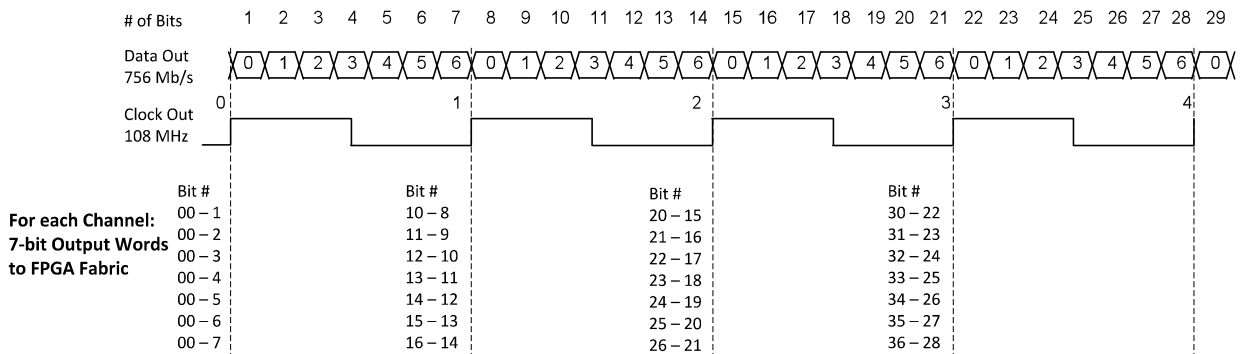 # of Bits 1 2 3 4 5 6 7 8 9 10 11 12 13 14 15 16 17 18 19 20 21 22 23 24 25 26 27 28 29
Data Out
756 Mb/s
0 1 2 3 4 5 6 0 1 2 3 4 5 6 0 1 2 3 4 5 6 0 1 2 3 4 5 6 0
0 1 2 3 4
Clock Out
108 MHz
For each Channel:
7-bit Output Words
to FPGA Fabric
Bit #
00 – 1
00 – 2
00 – 3
00 – 4
00 – 5
00 – 6
00 – 7
Bit #
10 – 8
11 – 9
12 – 10
13 – 11
14 – 12
15 – 13
16 – 14
Bit #
20 – 15
21 – 16
22 – 17
23 – 18
24 – 19
25 – 20
26 – 21
Bit #
30 – 22
31 – 23
32 – 24
33 – 25
34 – 26
35 – 27
36 – 28